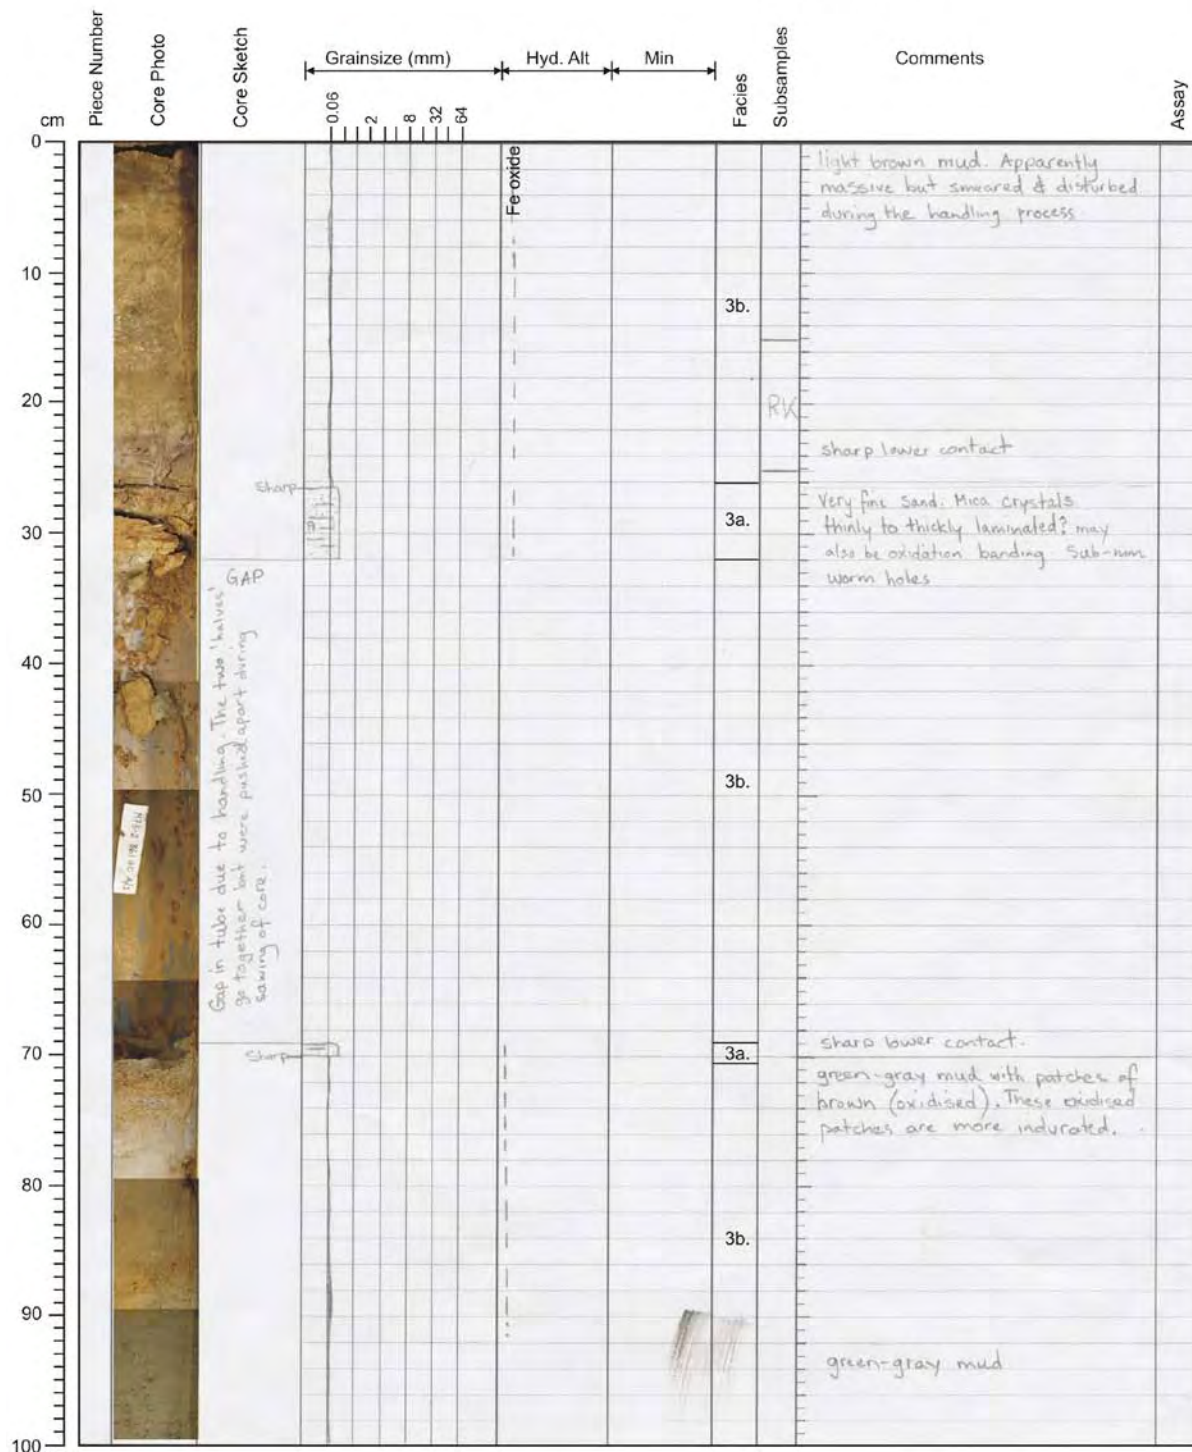 cm
Piece Number
Core Photo
Core Sketch
Grainsize (mm)
Hyd. Alt
Min
Facies
Subsamples
Comments
Assay
0.06
2
8
32
64
0
10
20
30
40
50
60
70
80
90
100
Fe oxide
light brown mud. Apparently
massive but smeared & disturbed
during the handling process
3b.
RK
sharp lower contact
Sharp
3a.
Very fine sand. Mica crystals
thinly to thickly laminated? may
also be oxidation banding. Sub-mm
worm holes
GAP
Gap in tube due to handling. The two 'halves'
go together but were pushed apart during
sawing of core.
3b.
sharp lower contact.
3a.
Sharp
green-gray mud with patches of
brown (oxidised). These oxidised
patches are more indurated.
3b.
green-gray mud